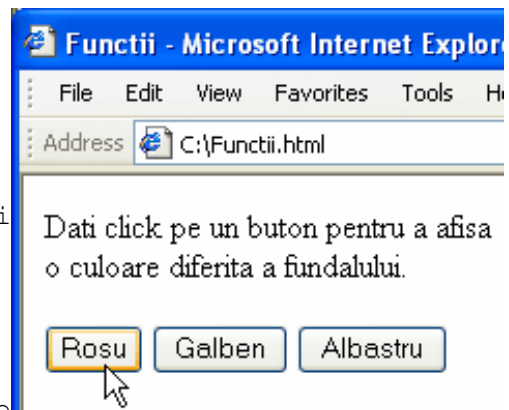 Functii - Microsoft Internet Explor
File Edit View Favorites Tools H
Address C:\Functii.html
i
Dati click pe un buton pentru a afisa
o culoare diferita a fundalului.
Rosu Galben Albastru